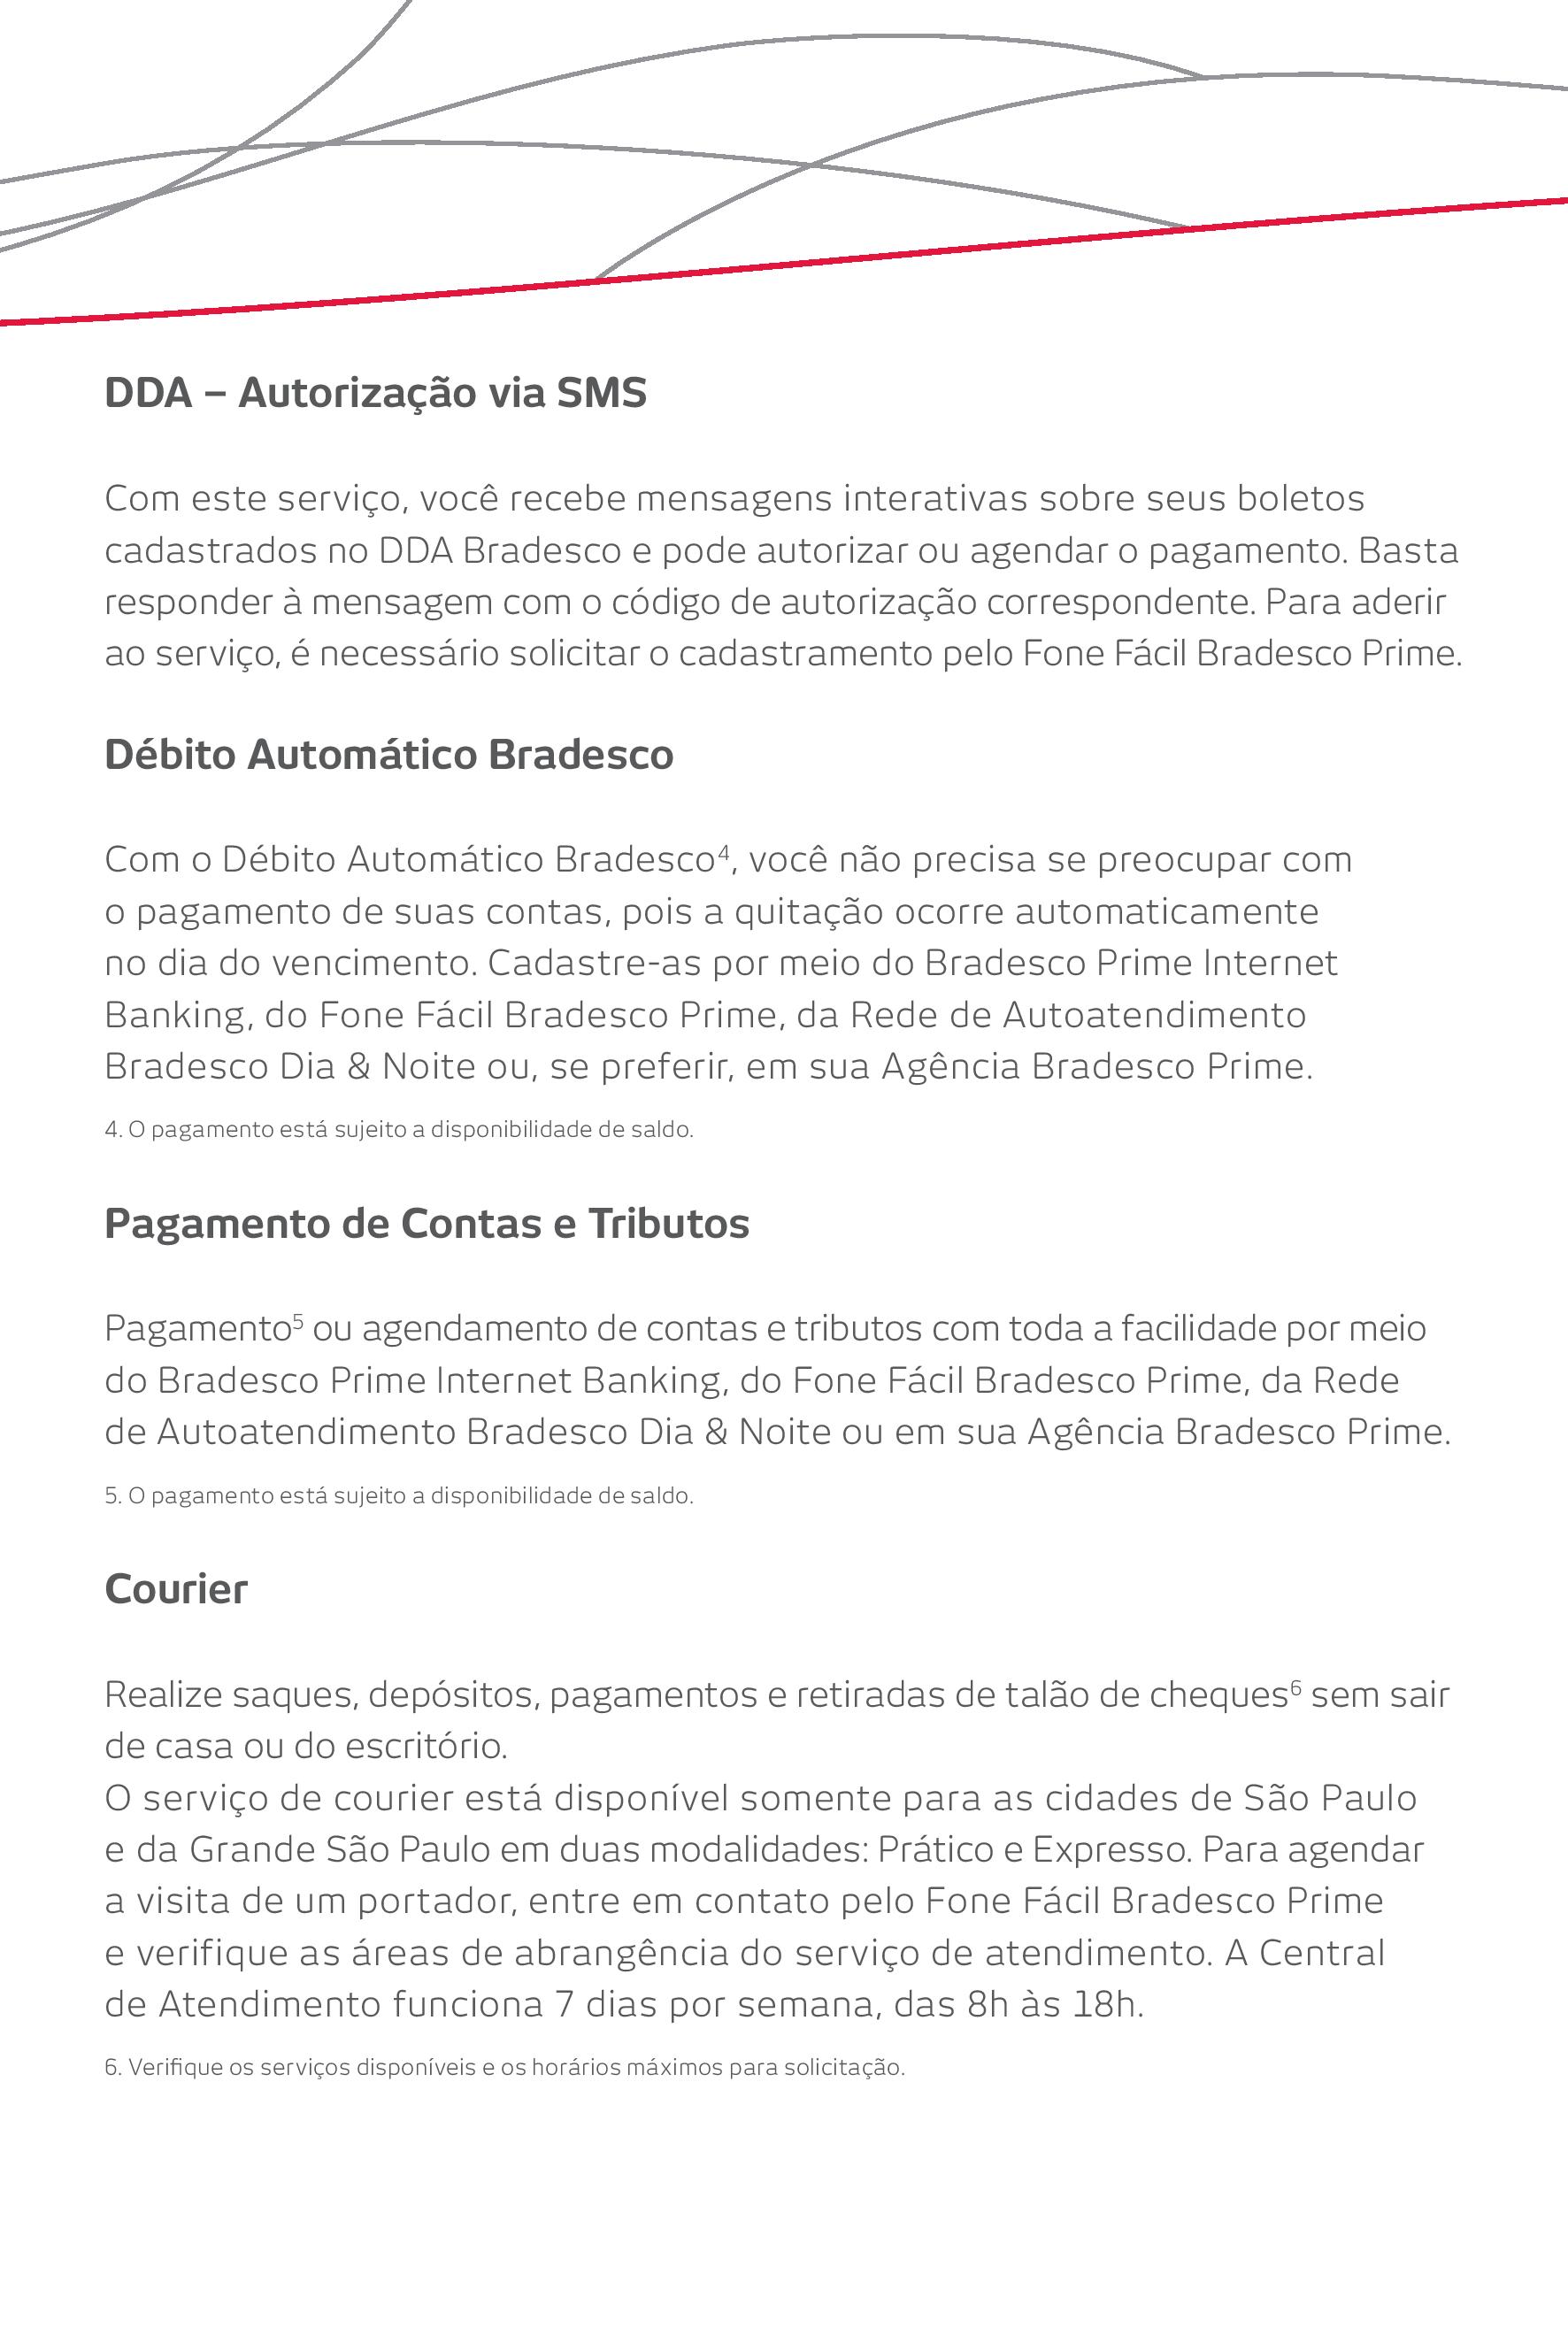 DDA – Autorização via SMS
Com este serviço, você recebe mensagens interativas sobre seus boletos
cadastrados no DDA Bradesco e pode autorizar ou agendar o pagamento. Basta
responder à mensagem com o código de autorização correspondente. Para aderir
ao serviço, é necessário solicitar o cadastramento pelo Fone Fácil Bradesco Prime.
Débito Automático Bradesco
Com o Débito Automático Bradesco⁴, você não precisa se preocupar com
o pagamento de suas contas, pois a quitação ocorre automaticamente
no dia do vencimento. Cadastre-as por meio do Bradesco Prime Internet
Banking, do Fone Fácil Bradesco Prime, da Rede de Autoatendimento
Bradesco Dia & Noite ou, se preferir, em sua Agência Bradesco Prime.
4. O pagamento está sujeito a disponibilidade de saldo.
Pagamento de Contas e Tributos
Pagamento⁵ ou agendamento de contas e tributos com toda a facilidade por meio
do Bradesco Prime Internet Banking, do Fone Fácil Bradesco Prime, da Rede
de Autoatendimento Bradesco Dia & Noite ou em sua Agência Bradesco Prime.
5. O pagamento está sujeito a disponibilidade de saldo.
Courier
Realize saques, depósitos, pagamentos e retiradas de talão de cheques⁶ sem sair
de casa ou do escritório.
O serviço de courier está disponível somente para as cidades de São Paulo
e da Grande São Paulo em duas modalidades: Prático e Expresso. Para agendar
a visita de um portador, entre em contato pelo Fone Fácil Bradesco Prime
e verifique as áreas de abrangência do serviço de atendimento. A Central
de Atendimento funciona 7 dias por semana, das 8h às 18h.
6. Verifique os serviços disponíveis e os horários máximos para solicitação.